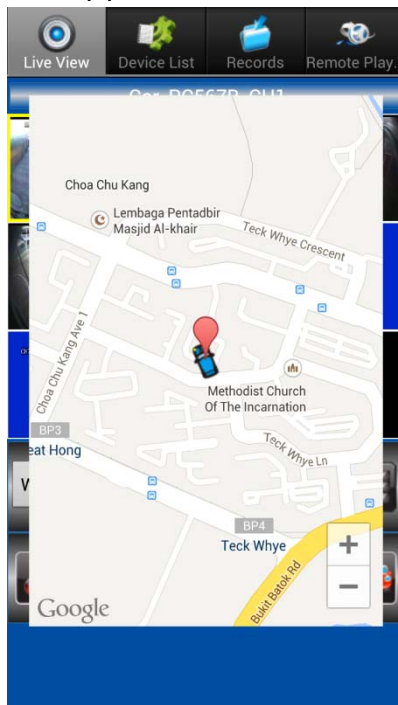 Live View
Device List
Records
Remote Play.
Choa Chu Kang
Lembaga Pentadbir
Masjid Al-khair
Teck Whye Crescent
Choa Chu Kang Ave 1
Methodist Church
Of The Incarnation
BP3
eat Hong
Teck Whye Ln
W
BP4
Teck Whye
Bukit Batok Rd
+
−
Google